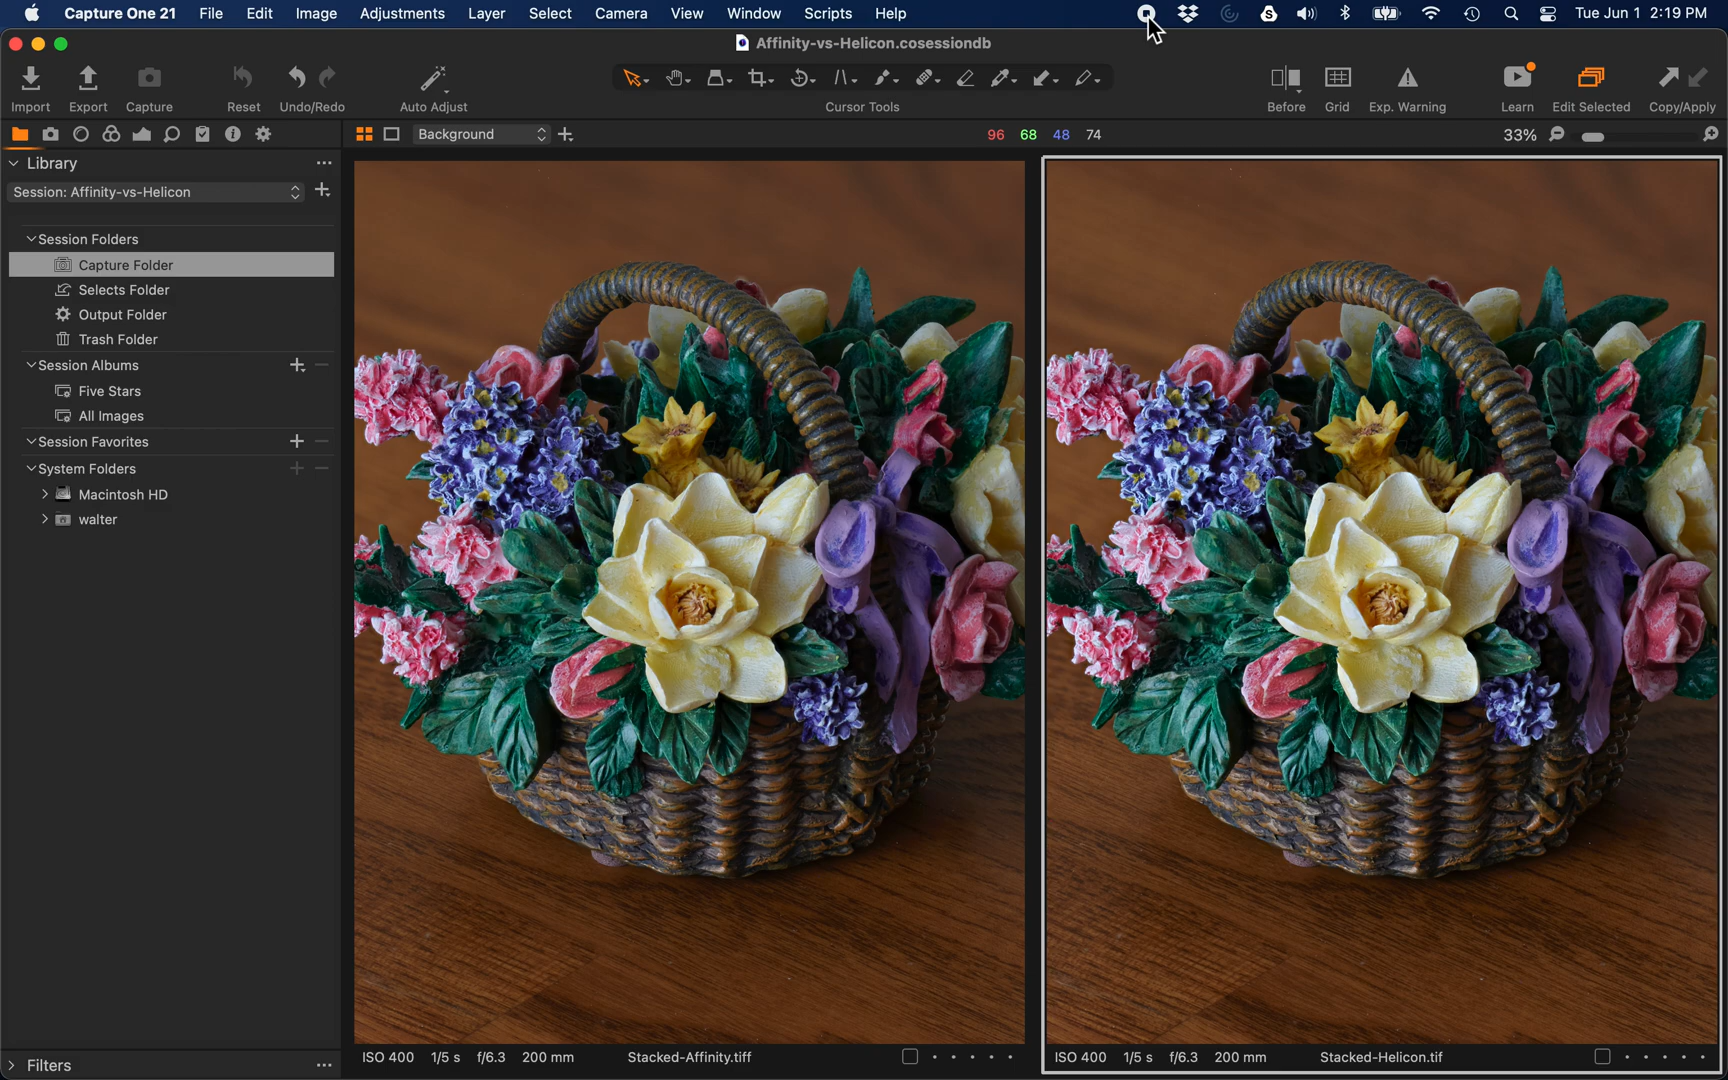 Capture One 21 File Edit Image Adjustments Layer Select Camera View Window Scripts Help Tue Jun 1 2:19 PM
Affinity-vs-Helicon.cosessiondb
Import Export Capture Reset Undo/Redo Auto Adjust Cursor Tools Before Grid Exp. Warning Learn Edit Selected Copy/Apply
Background 96 68 48 74 33%
Library
Session: Affinity-vs-Helicon
Session Folders
Capture Folder
Selects Folder
Output Folder
Trash Folder
Session Albums
Five Stars
All Images
Session Favorites
System Folders
Macintosh HD
walter
ISO 400 1/5 s f/6.3 200 mm Stacked-Affinity.tiff
ISO 400 1/5 s f/6.3 200 mm Stacked-Helicon.tif
Filters